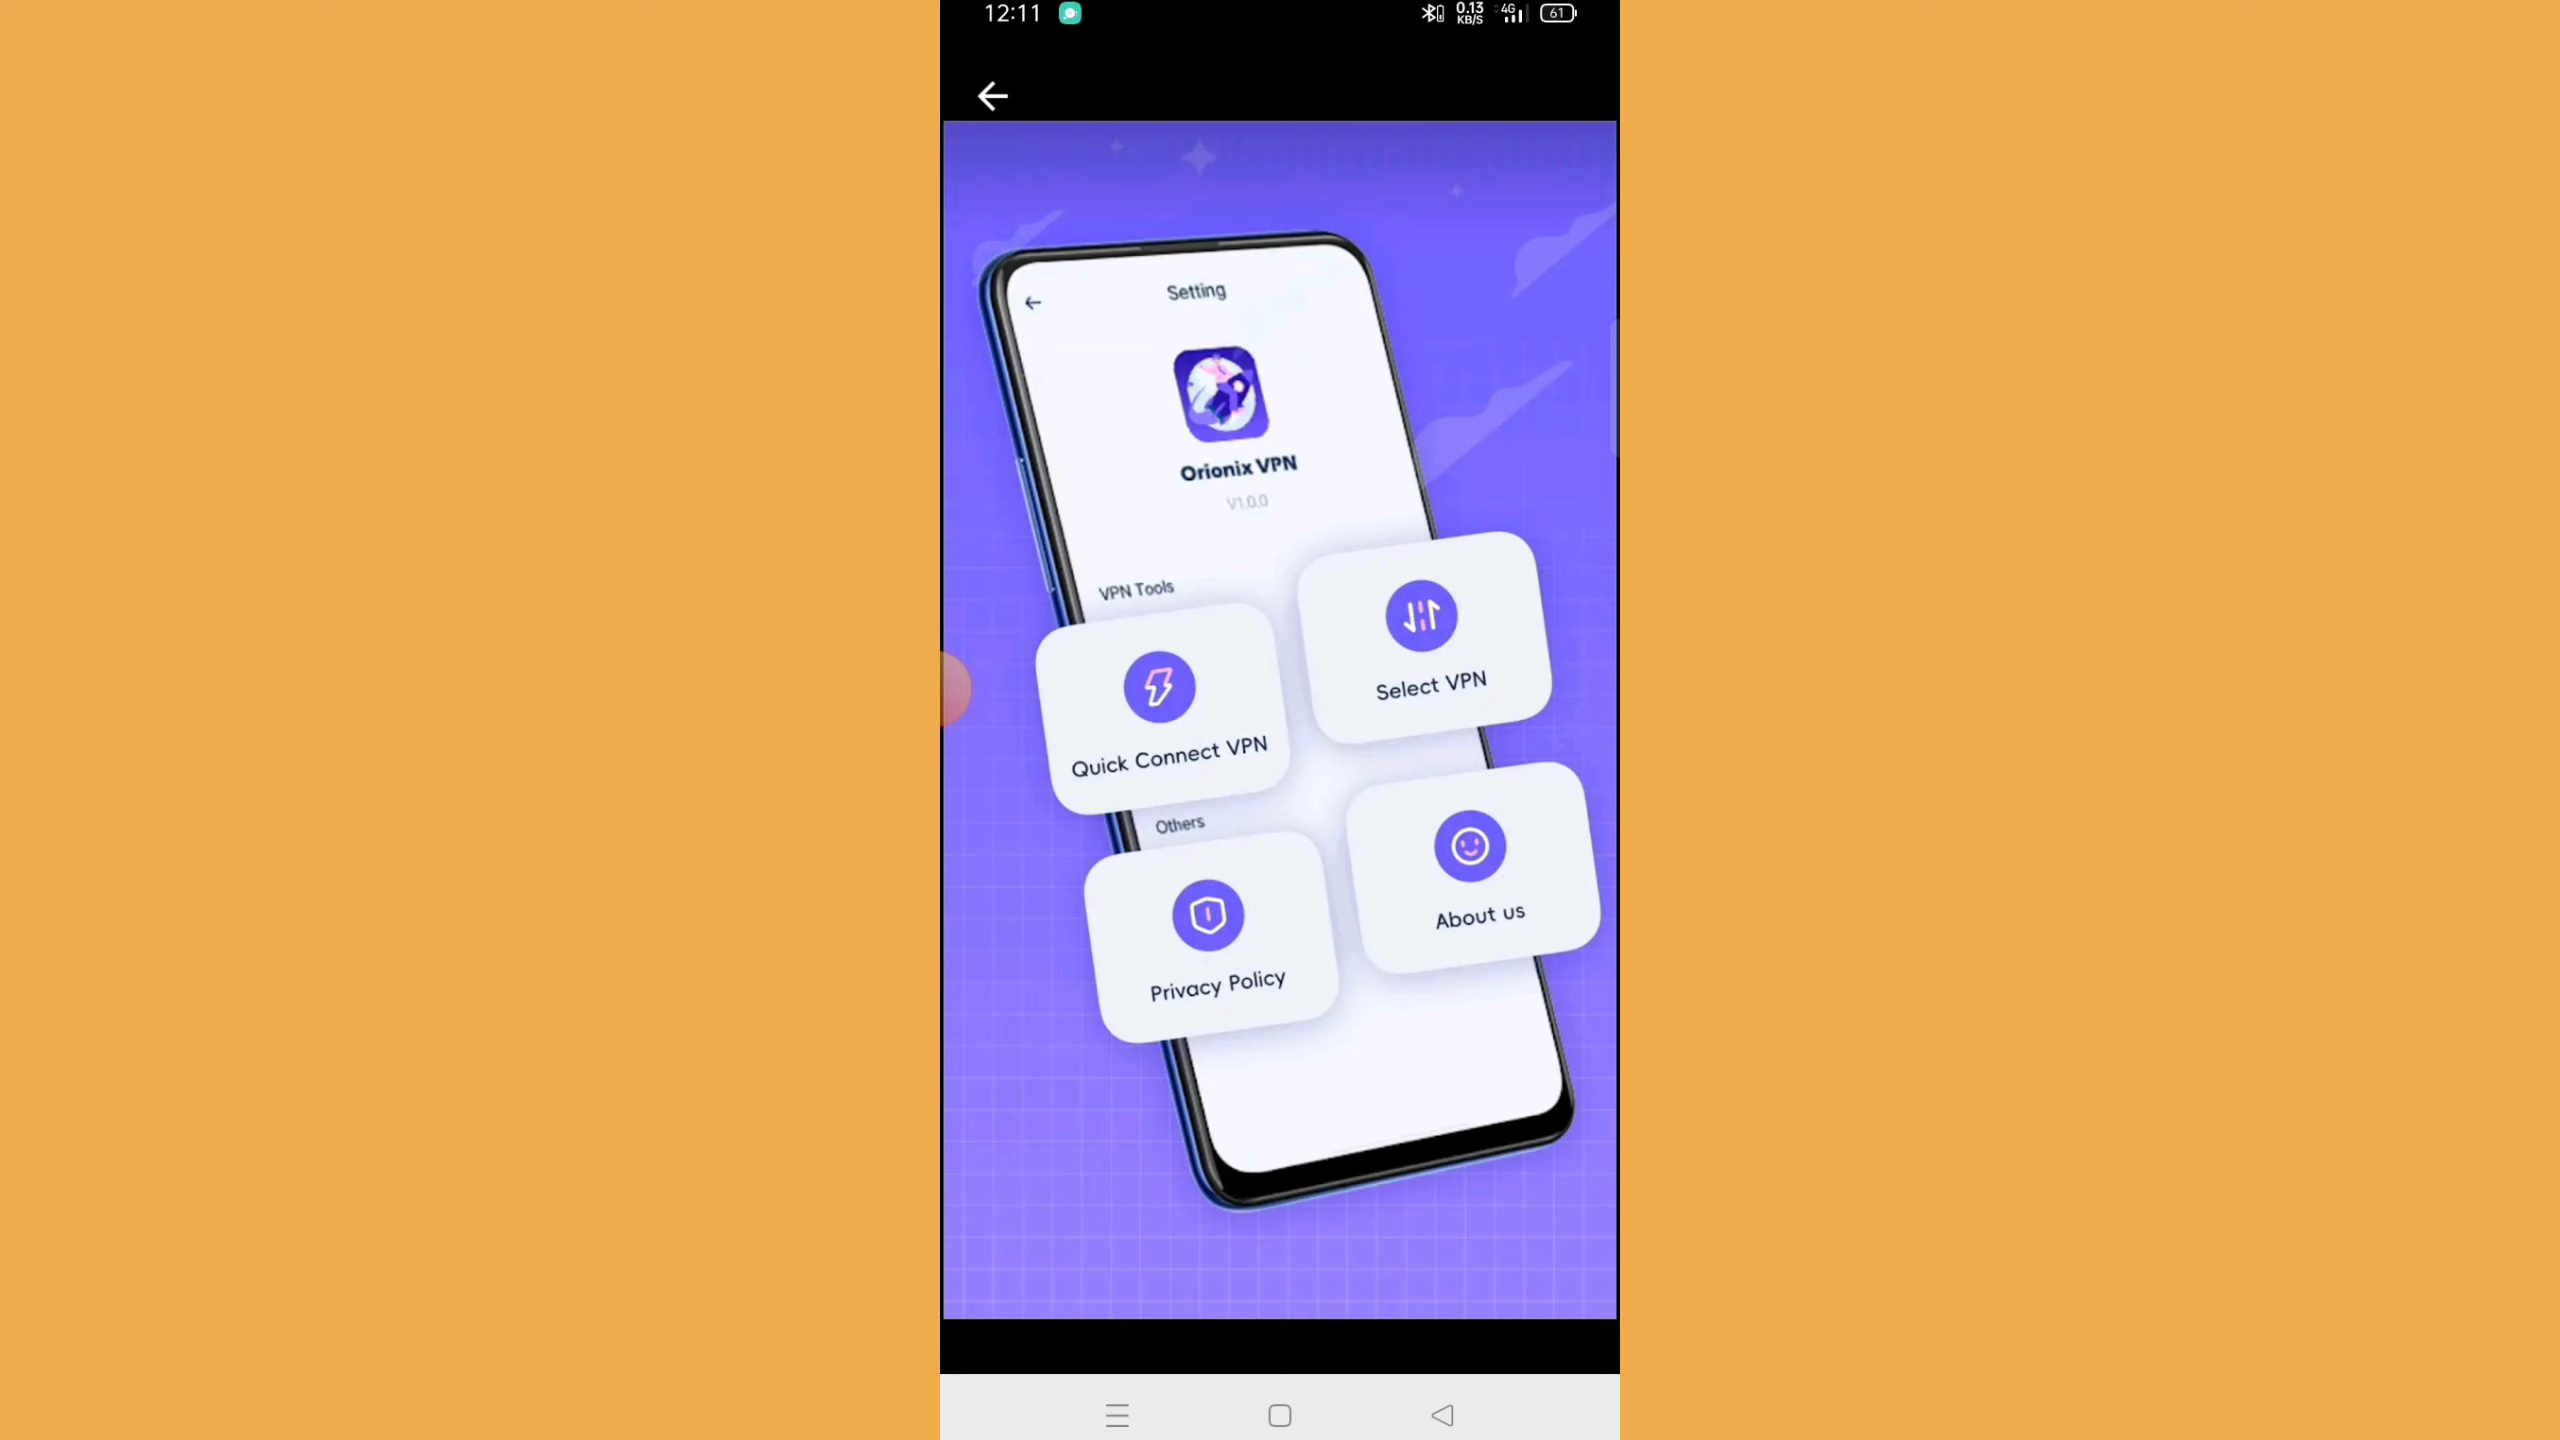 12:11
0.13
KB/S
4G
61
Setting
Orionix VPN
V1.0.0
VPN Tools
Select VPN
Quick Connect VPN
Others
About us
Privacy Policy